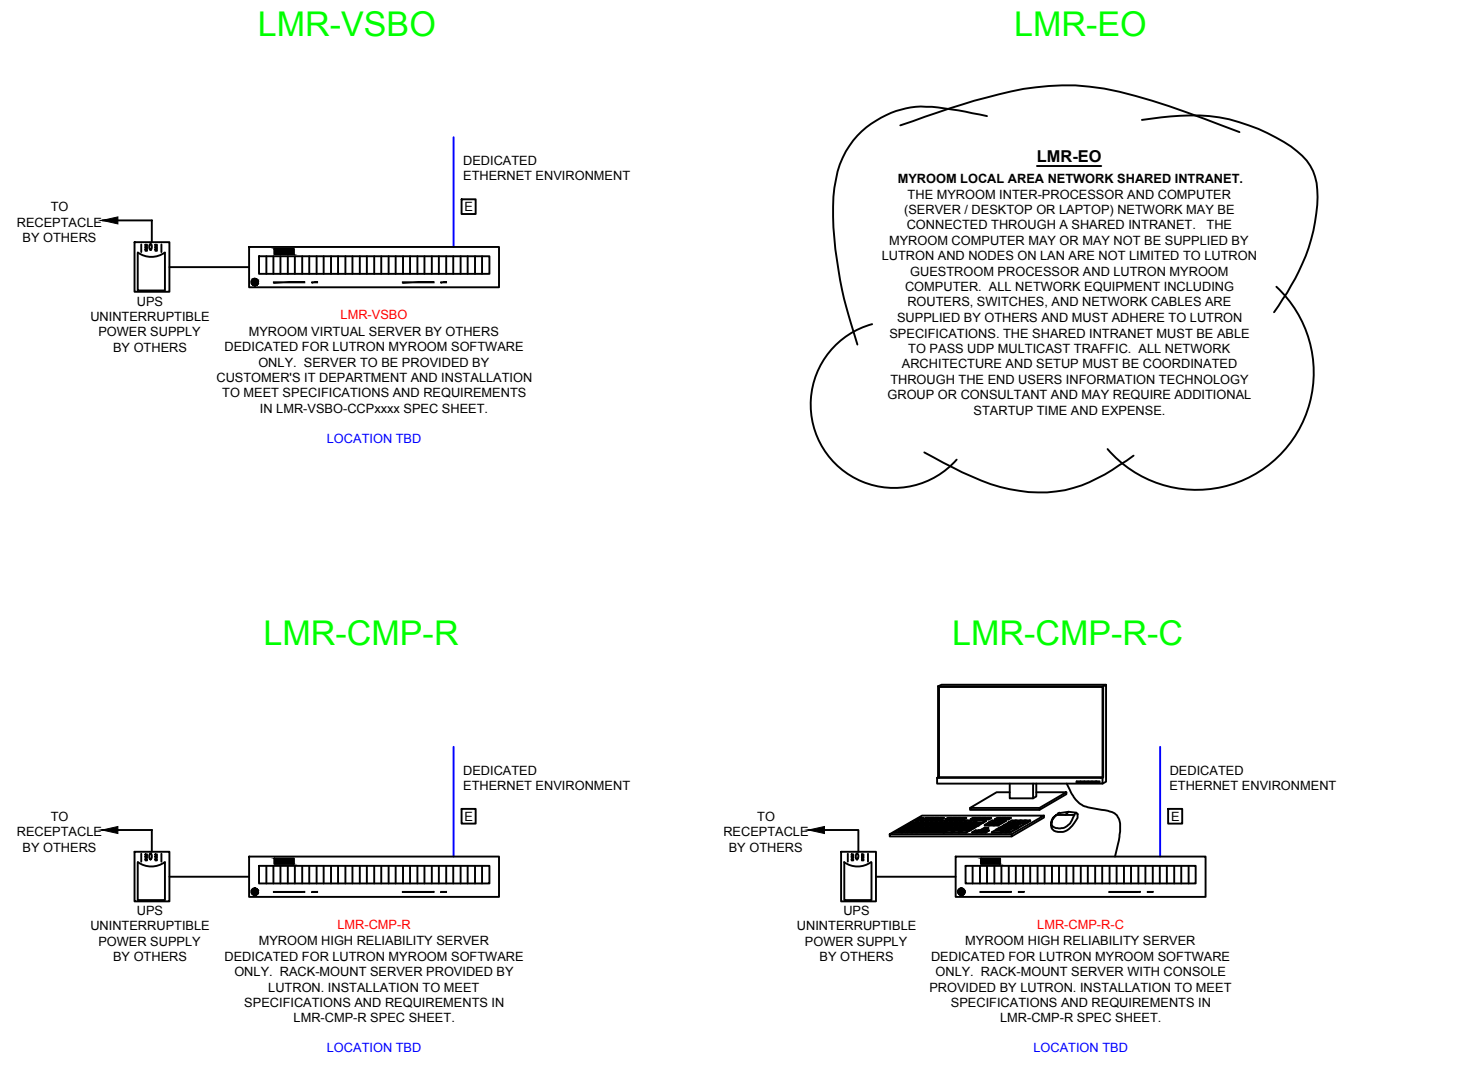 LMR-VSBO
DEDICATED
ETHERNET ENVIRONMENT
E
TO
RECEPTACLE
BY OTHERS
UPS
UNINTERRUPTIBLE
POWER SUPPLY
BY OTHERS
LMR-VSBO
MYROOM VIRTUAL SERVER BY OTHERS
DEDICATED FOR LUTRON MYROOM SOFTWARE
ONLY.  SERVER TO BE PROVIDED BY
CUSTOMER'S IT DEPARTMENT AND INSTALLATION
TO MEET SPECIFICATIONS AND REQUIREMENTS
IN LMR-VSBO-CCPxxxx SPEC SHEET.
LOCATION TBD
LMR-EO
LMR-EO
MYROOM LOCAL AREA NETWORK SHARED INTRANET.
THE MYROOM INTER-PROCESSOR AND COMPUTER
(SERVER / DESKTOP OR LAPTOP) NETWORK MAY BE
CONNECTED THROUGH A SHARED INTRANET.  THE
MYROOM COMPUTER MAY OR MAY NOT BE SUPPLIED BY
LUTRON AND NODES ON LAN ARE NOT LIMITED TO LUTRON
GUESTROOM PROCESSOR AND LUTRON MYROOM
COMPUTER.  ALL NETWORK EQUIPMENT INCLUDING
ROUTERS, SWITCHES, AND NETWORK CABLES ARE
SUPPLIED BY OTHERS AND MUST ADHERE TO LUTRON
SPECIFICATIONS. THE SHARED INTRANET MUST BE ABLE
TO PASS UDP MULTICAST TRAFFIC.  ALL NETWORK
ARCHITECTURE AND SETUP MUST BE COORDINATED
THROUGH THE END USERS INFORMATION TECHNOLOGY
GROUP OR CONSULTANT AND MAY REQUIRE ADDITIONAL
STARTUP TIME AND EXPENSE.
LMR-CMP-R
DEDICATED
ETHERNET ENVIRONMENT
E
TO
RECEPTACLE
BY OTHERS
UPS
UNINTERRUPTIBLE
POWER SUPPLY
BY OTHERS
LMR-CMP-R
MYROOM HIGH RELIABILITY SERVER
DEDICATED FOR LUTRON MYROOM SOFTWARE
ONLY.  RACK-MOUNT SERVER PROVIDED BY
LUTRON. INSTALLATION TO MEET
SPECIFICATIONS AND REQUIREMENTS IN
LMR-CMP-R SPEC SHEET.
LOCATION TBD
LMR-CMP-R-C
DEDICATED
ETHERNET ENVIRONMENT
E
TO
RECEPTACLE
BY OTHERS
UPS
UNINTERRUPTIBLE
POWER SUPPLY
BY OTHERS
LMR-CMP-R-C
MYROOM HIGH RELIABILITY SERVER
DEDICATED FOR LUTRON MYROOM SOFTWARE
ONLY.  RACK-MOUNT SERVER WITH CONSOLE
PROVIDED BY LUTRON. INSTALLATION TO MEET
SPECIFICATIONS AND REQUIREMENTS IN
LMR-CMP-R SPEC SHEET.
LOCATION TBD